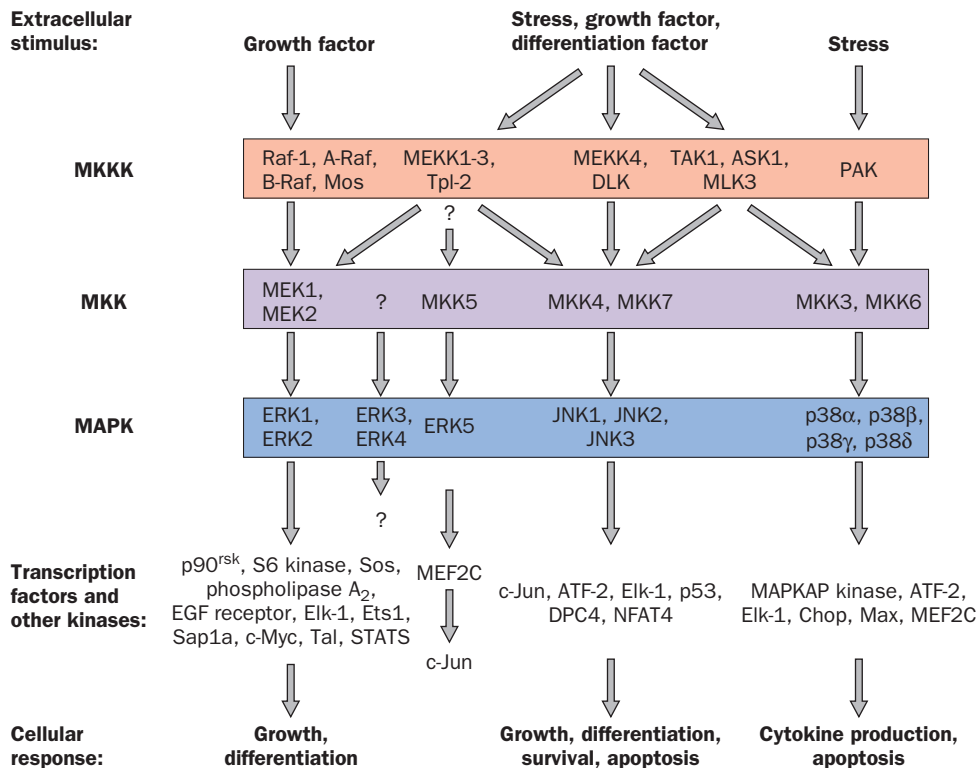 Extracellular
stimulus:
Growth factor
Stress, growth factor,
differentiation factor
Stress
MKKK
Raf-1, A-Raf,
B-Raf, Mos
MEKK1-3,
Tpl-2
MEKK4,
DLK
TAK1, ASK1,
MLK3
PAK
?
MKK
MEK1,
MEK2
?
MKK5
MKK4, MKK7
MKK3, MKK6
MAPK
ERK1,
ERK2
ERK3,
ERK4
ERK5
JNK1, JNK2,
JNK3
p38α, p38β,
p38γ, p38δ
?
Transcription
factors and
other kinases:
p90rsk, S6 kinase, Sos,
phospholipase A2,
EGF receptor, Elk-1, Ets1,
Sap1a, c-Myc, Tal, STATS
MEF2C
c-Jun
c-Jun, ATF-2, Elk-1, p53,
DPC4, NFAT4
MAPKAP kinase, ATF-2,
Elk-1, Chop, Max, MEF2C
Cellular
response:
Growth,
differentiation
Growth, differentiation,
survival, apoptosis
Cytokine production,
apoptosis